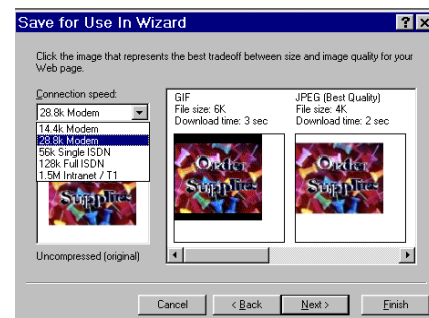 Save for Use In Wizard
Click the image that represents the best tradeoff between size and image quality for your
Web page.
Connection speed:
28.8k Modem
14.4k Modem
28.8k Modem
56k Single ISDN
128k Full ISDN
1.5M Intranet / T1
Supplies
Uncompressed (original)
GIF
File size: 6K
Download time: 3 sec
Order
Supplies
JPEG (Best Quality)
File size: 4K
Download time: 2 sec
Order
Supplies
Cancel
< Back
Next >
Finish